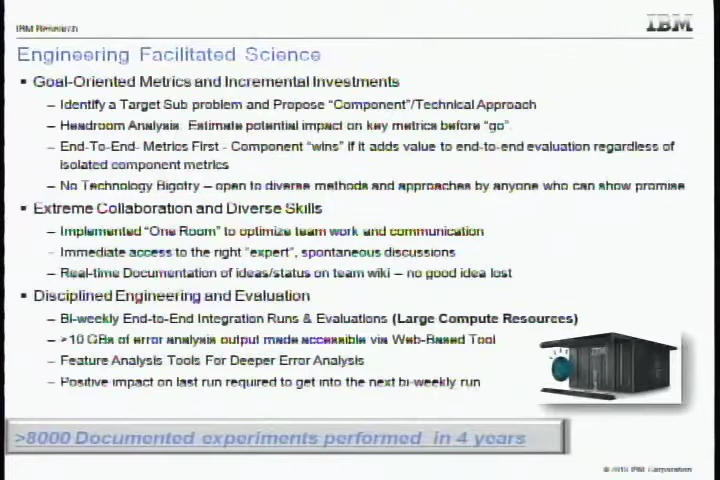 IBM Research
IBM
Engineering Facilitated Science
▪ Goal-Oriented Metrics and Incremental Investments
– Identify a Target Sub problem and Propose "Component"/Technical Approach
– Headroom Analysis. Estimate potential impact on key metrics before "go".
– End-To-End- Metrics First - Component "wins" if it adds value to end-to-end evaluation regardless of
isolated component metrics
– No Technology Bigotry – open to diverse methods and approaches by anyone who can show promise
▪ Extreme Collaboration and Diverse Skills
– Implemented "One Room" to optimize team work and communication
– Immediate access to the right "expert", spontaneous discussions
– Real-time Documentation of ideas/status on team wiki – no good idea lost
▪ Disciplined Engineering and Evaluation
– Bi-weekly End-to-End Integration Runs & Evaluations (Large Compute Resources)
– >10 GBs of error analysis output made accessible via Web-Based Tool
– Feature Analysis Tools For Deeper Error Analysis
– Positive impact on last run required to get into the next bi-weekly run
IBM
>8000 Documented experiments performed in 4 years
© IBM Corporation